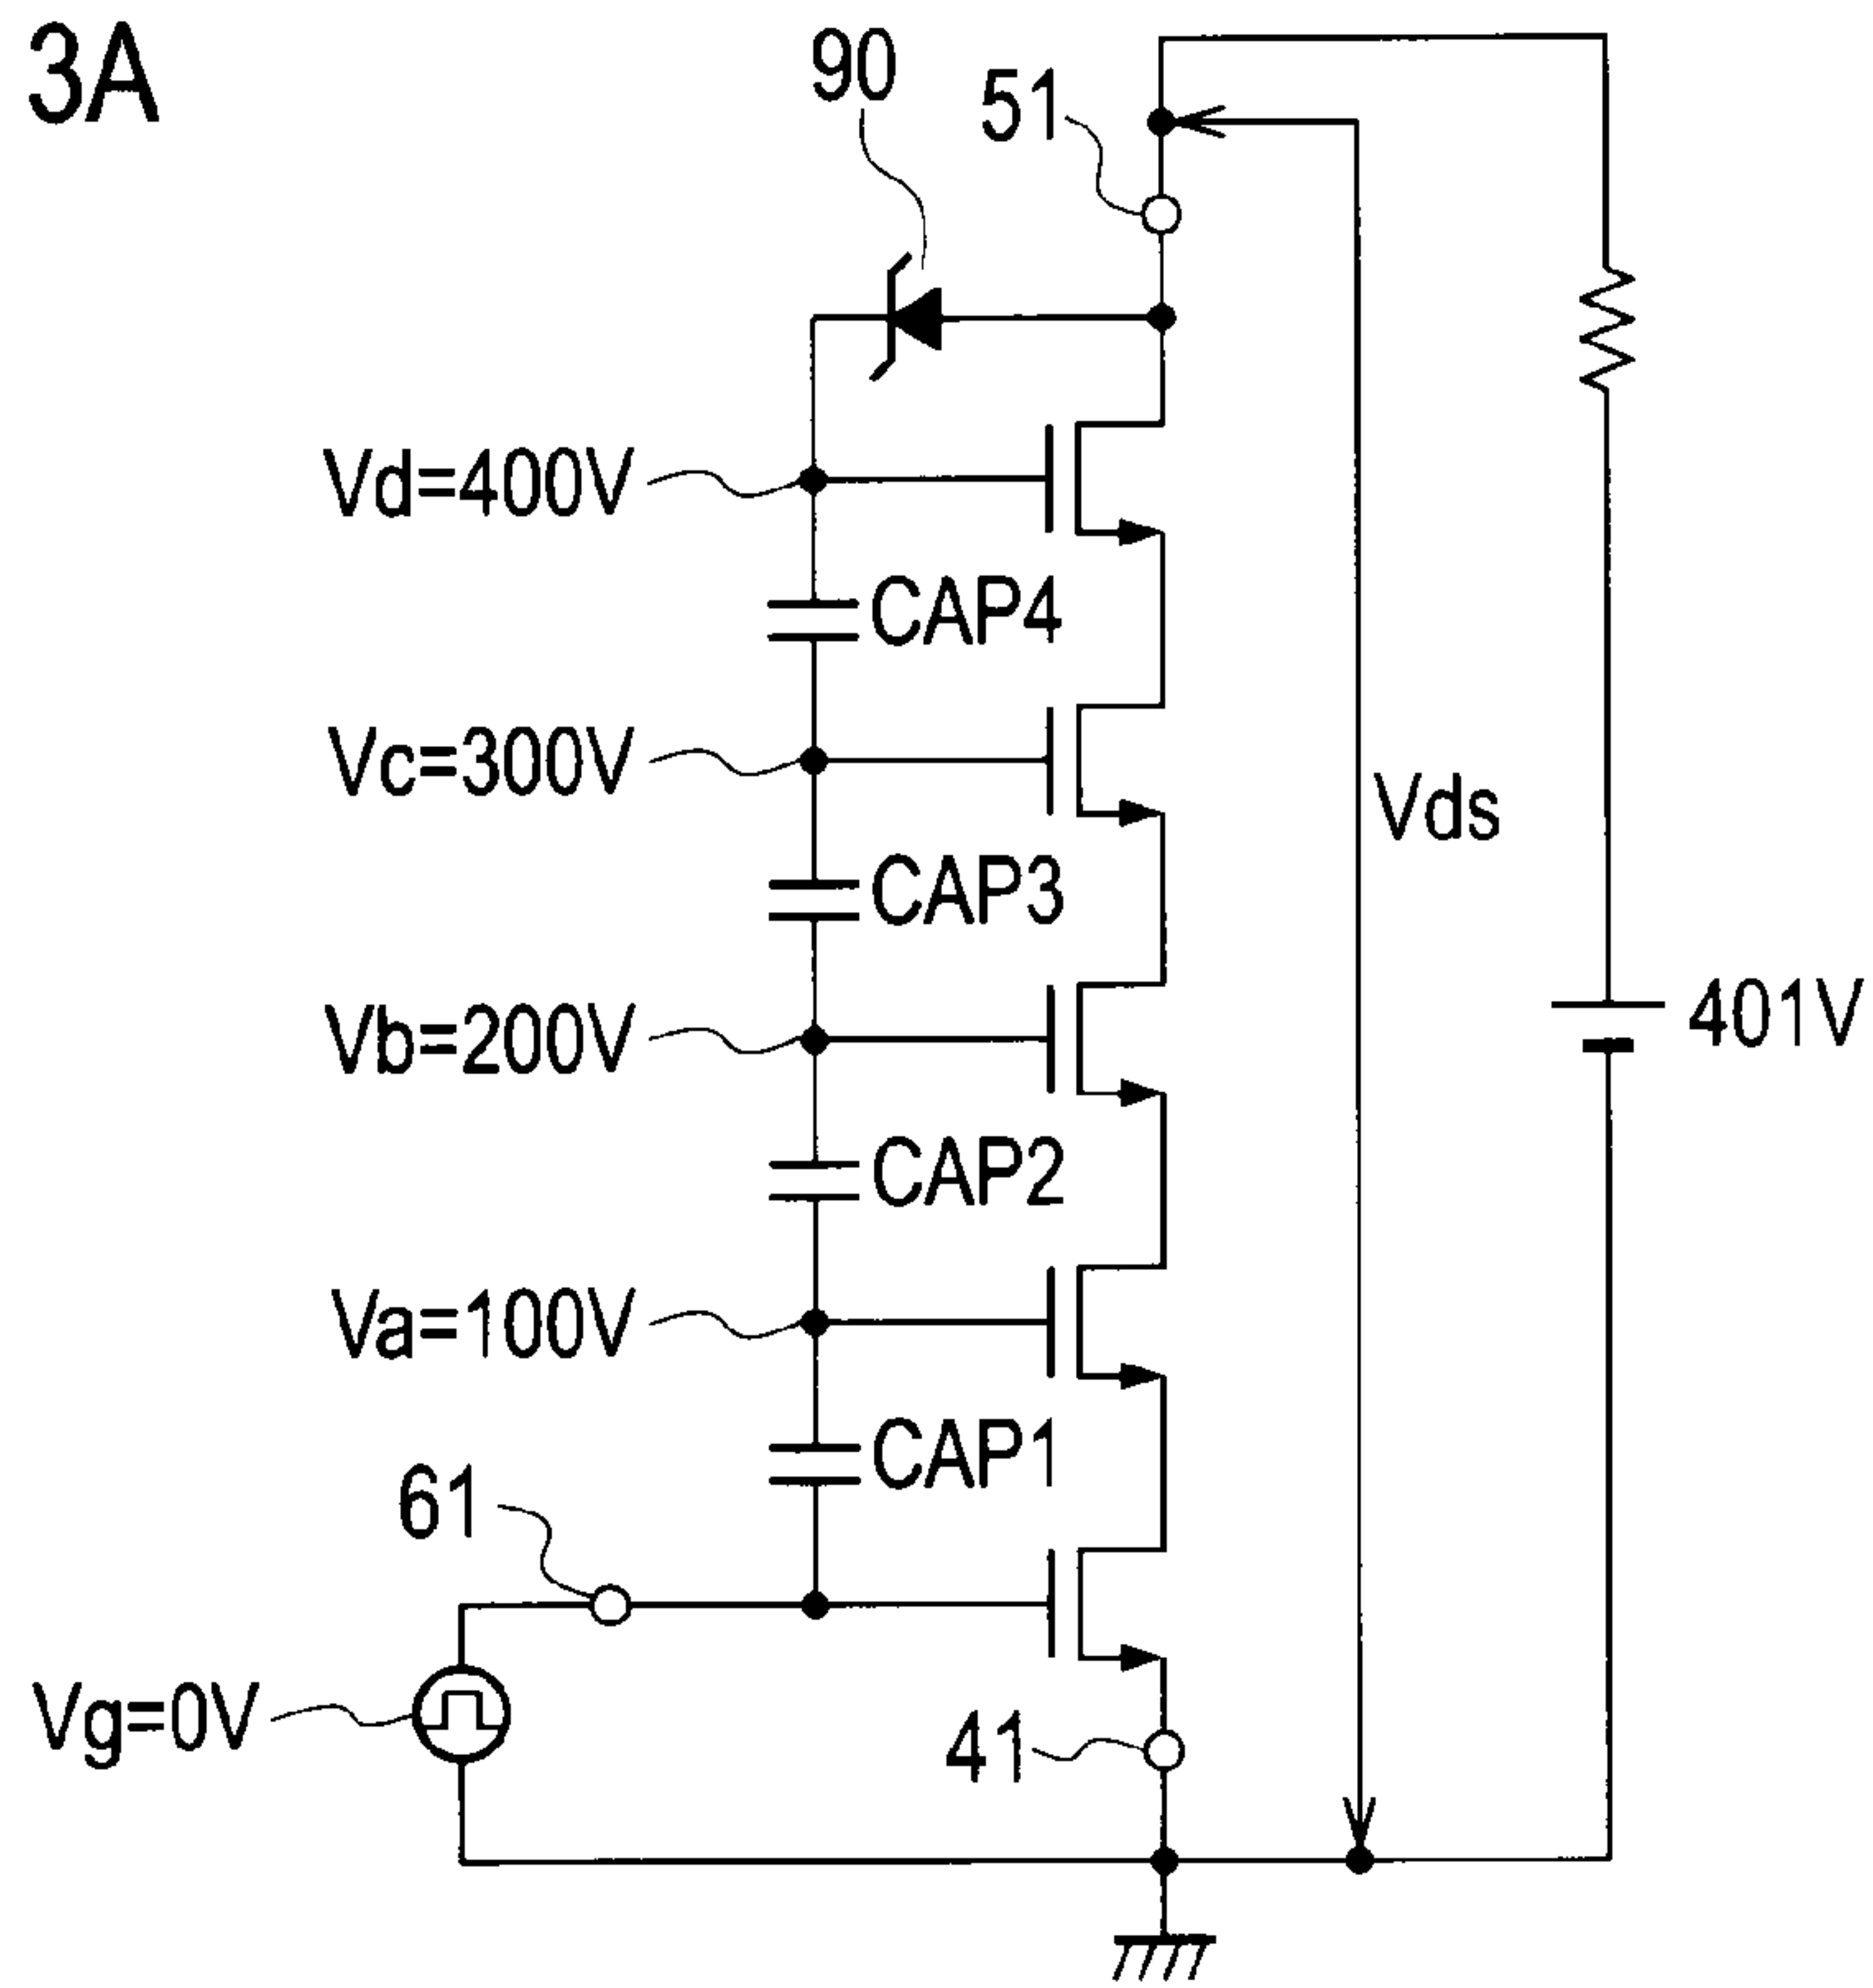 3A
90
51
Vd=400V
CAP4
Vc=300V
Vds
CAP3
Vb=200V
401V
CAP2
Va=100V
CAP1
61
Vg=0V
41